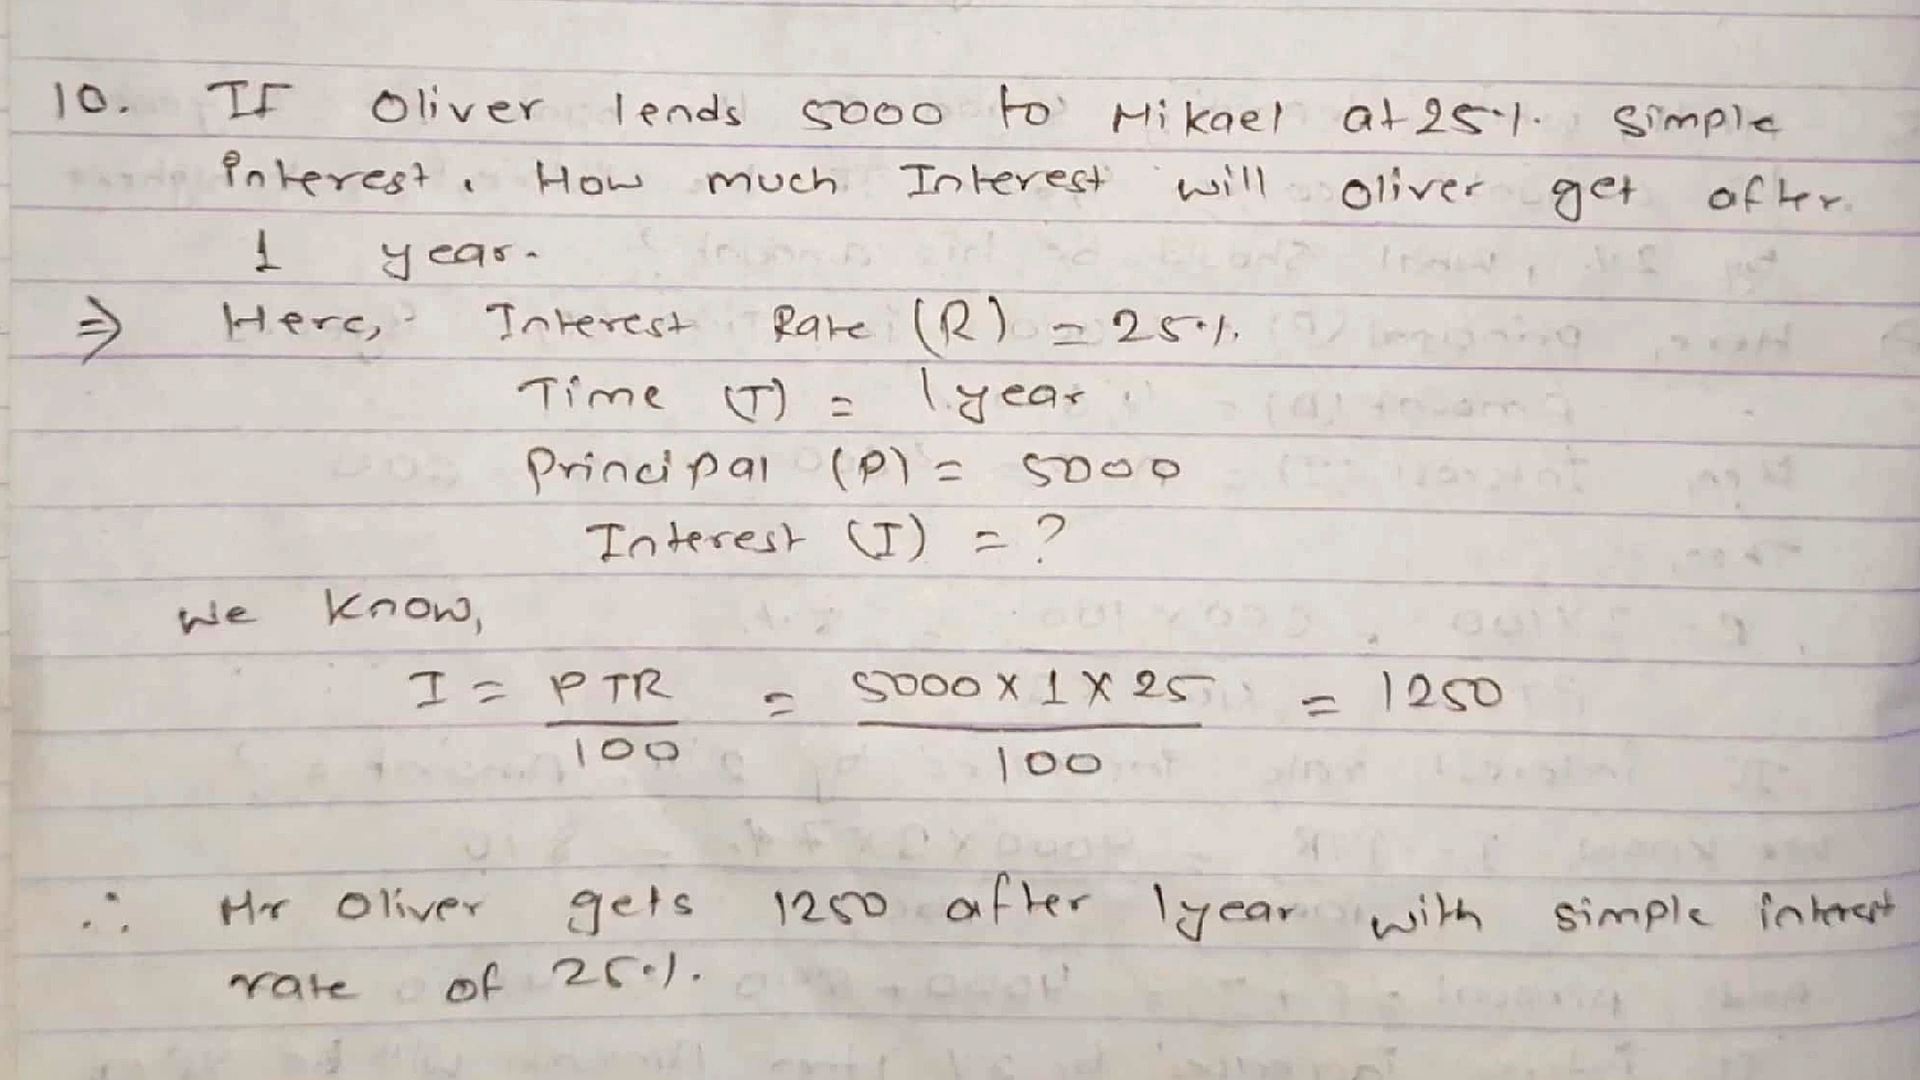 10. If Oliver lends 5000 to Mikael at 25%. simple
interest. How much Interest will Oliver get after
1 year.
⇒ Here, Interest Rate (R) = 25%.
Time (T) = 1 year
Principal (P) = 5000
Interest (I) = ?
We know,
I = PTR/100 = 5000 × 1 × 25/100 = 1250
∴ Mr Oliver gets 1250 after 1 year with simple interest
rate of 25%.